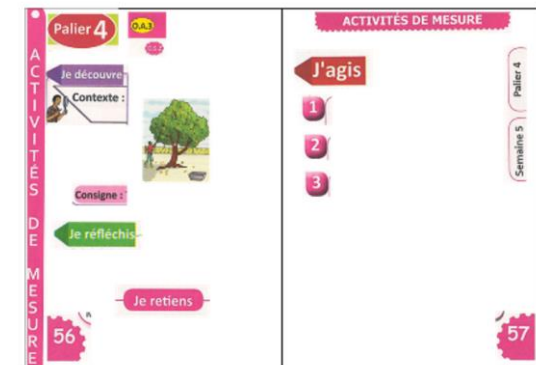 Palier 4
O.A.3.
ACTIVITÉS DE MESURE
Je découvre
Contexte :
Consigne :
Je réfléchis
Je retiens
56
ACTIVITÉS DE MESURE
J'agis
1
2
3
Palier 4
Semaine 5
57